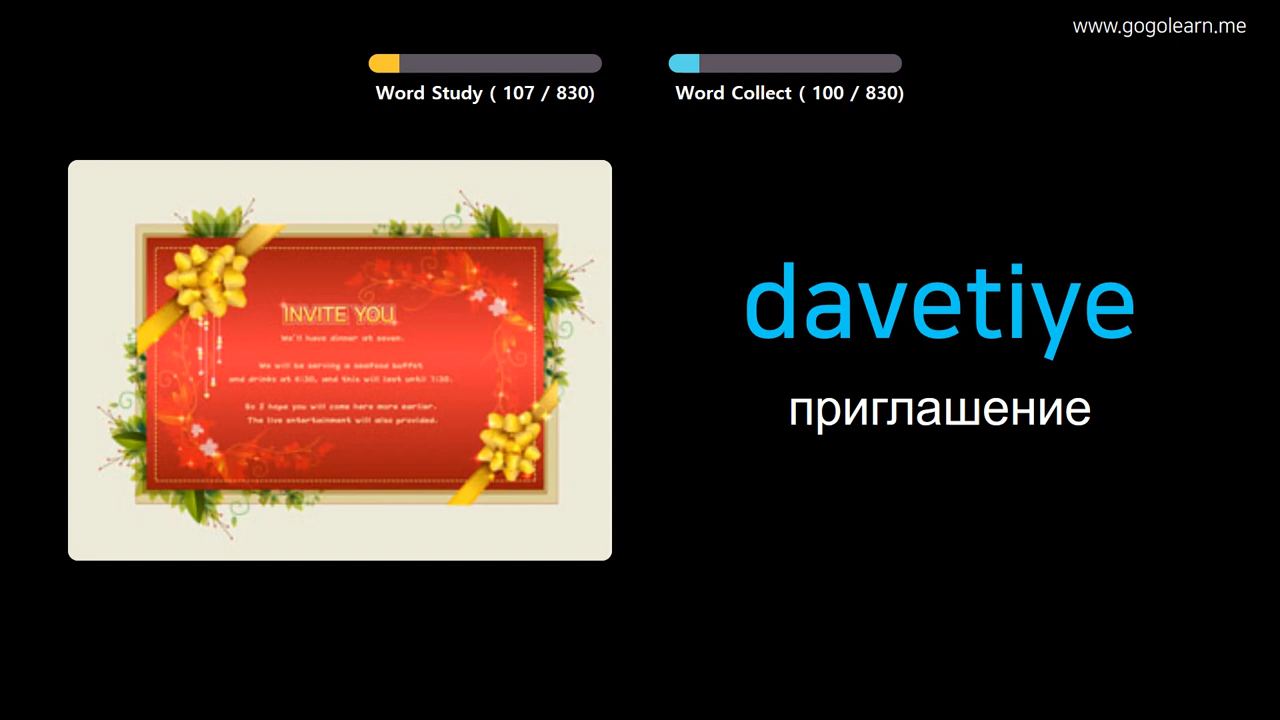 www.gogolearn.me
Word Study ( 107 / 830)
Word Collect ( 100 / 830)
INVITE YOU
We'll have dinner at seven.
We will be serving a seafood buffet
and drinks at 6:30, and this will last until 7:30.
So I hope you will come here more earlier.
The live entertainment will also provided.
davetiye
приглашение